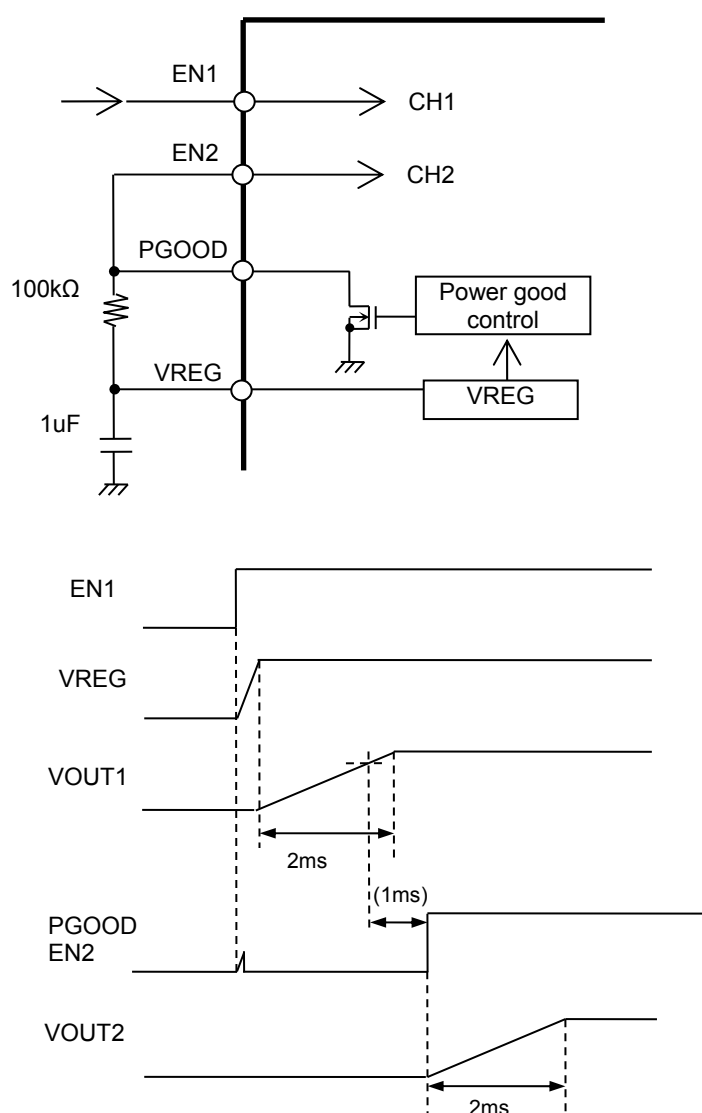 EN1
CH1
EN2
CH2
PGOOD
100kΩ
Power good
control
VREG
VREG
1uF
EN1
VREG
VOUT1
2ms
(1ms)
PGOOD
EN2
VOUT2
2ms